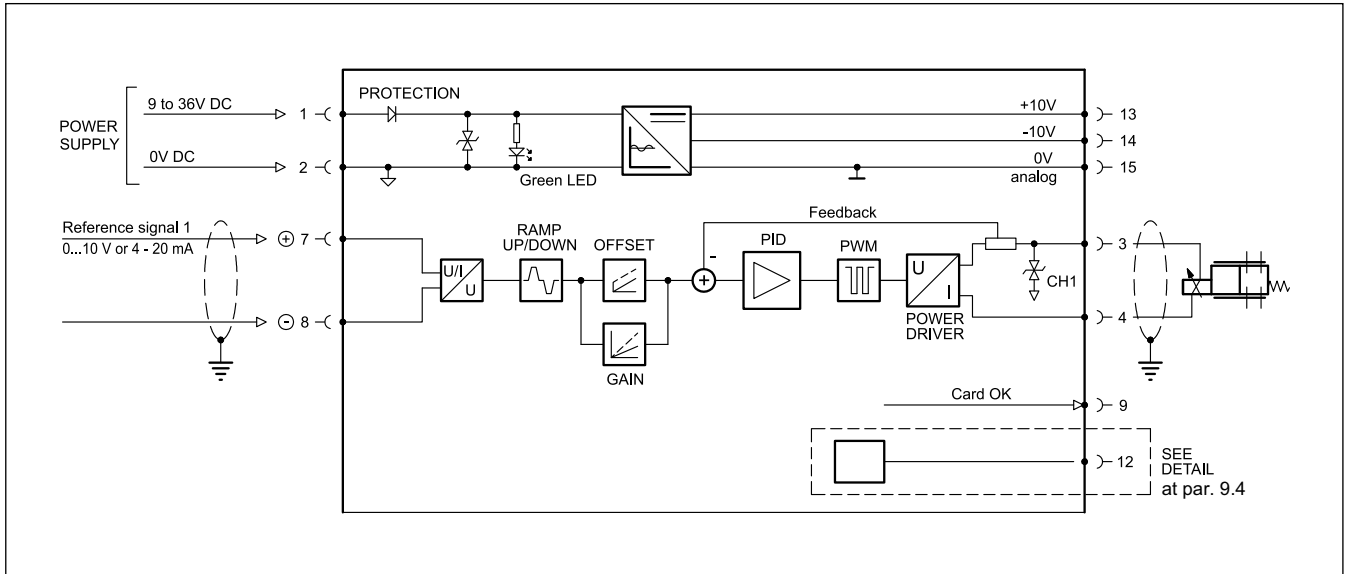 POWER
SUPPLY
9 to 36V DC
1
PROTECTION
+10V
13
-10V
14
0V DC
2
Green LED
0V
analog
15
Reference signal 1
0...10 V or 4 - 20 mA
+ 7
- 8
U/I
U
RAMP
UP/DOWN
OFFSET
GAIN
Feedback
-
+
PID
PWM
U
I
POWER
DRIVER
CH1
3
4
Card OK
9
12
SEE
DETAIL
at par. 9.4